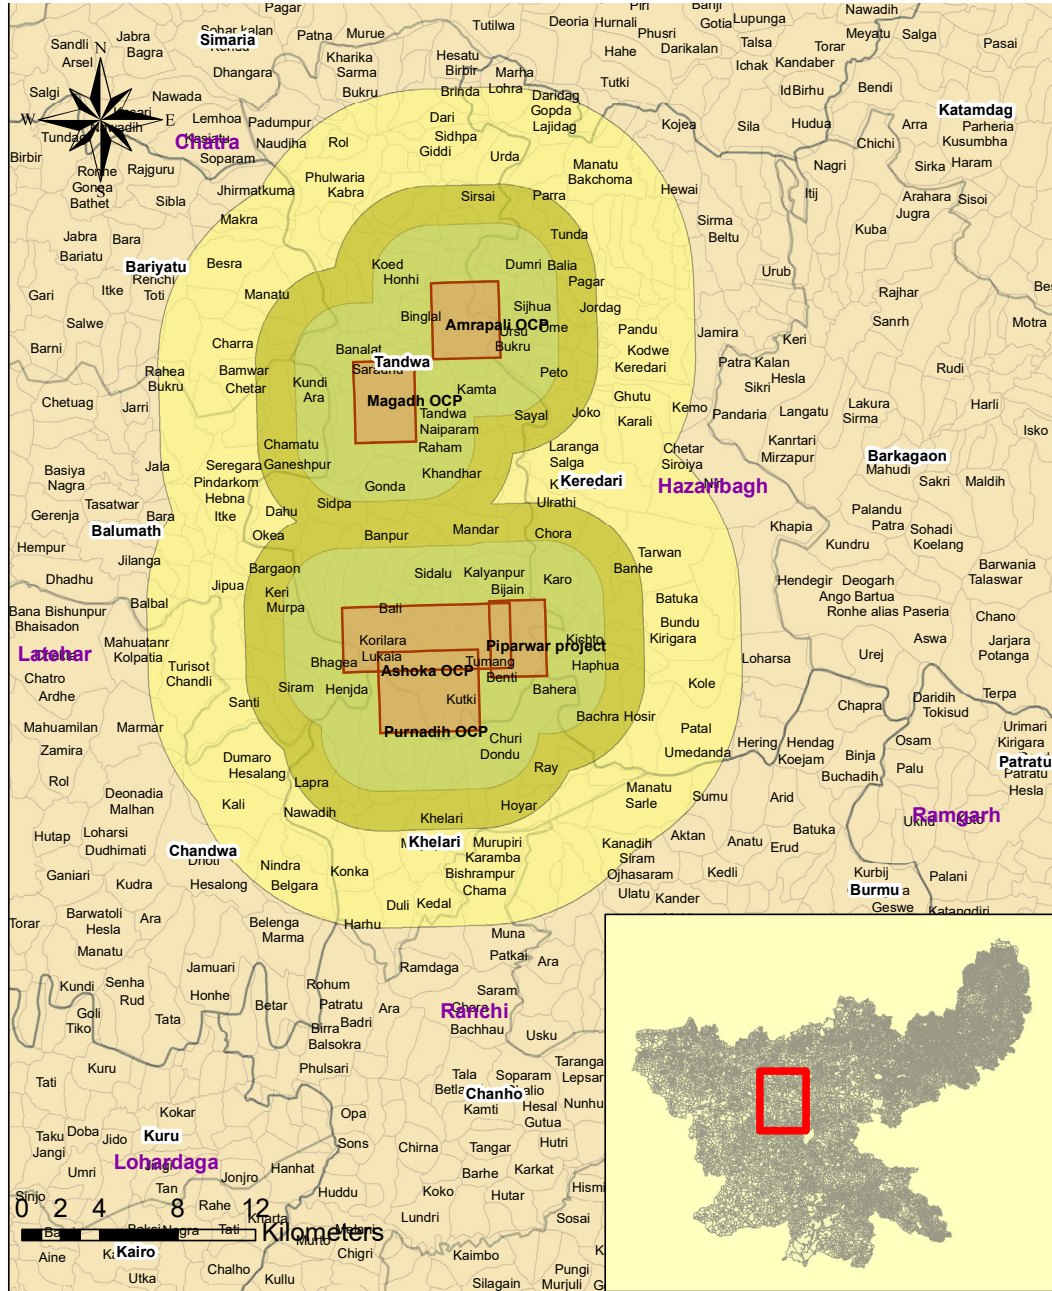 Pagar
Tutilwa
Deoria
Hurnali
Piri
Banji
Gotia
Lupunga
Nawadih
Jabra
Sandli
Bagra
Arsel
Simaria
Patna
Murue
Phusri
Darikalan
Hahe
Talsa
Torar
Meyatu
Salga
Pasai
N
Dhangara
Kharika
Sarma
Hesatu
Birbir
Marha
Lohra
Tutki
Ichak
Kandaber
Salgi
Nawada
Bukru
Brinda
Daridag
Gopda
Lajidag
Id
Birhu
Bendi
Katamdag
W
E
Lemhoa
Padumpur
Dari
Kojea
Sila
Hudua
Arra
Parheria
Kusumbha
Chatra
Naudiha
Rol
Sidhpa
Giddi
Chichi
Birbir
Soparam
Urda
Manatu
Bakchoma
Nagri
Sirka
Haram
Ronhe
Rajguru
Gonga
S
Bathet
Jhirmatkuma
Phulwaria
Kabra
Sirsai
Parra
Hewai
Itij
Arahara
Jugra
Sisoi
Sibla
Makra
Sirma
Beltu
Kuba
Jabra
Bara
Bariatu
Tunda
Bariyatu
Besra
Koed
Honhi
Dumri
Balia
Pagar
Urub
Renchi
Toti
Itke
Gari
Manatu
Rajhar
Salwe
Binglal
Amrapali OCP
Sijhua
Jordag
Sanrh
Motra
Ursu
Bukru
Pandu
Jamira
Keri
Barni
Charra
Banalat
Tandwa
Kodwe
Keredari
Rahea
Bukru
Bamwar
Chetar
Kundi
Ara
Peto
Patra Kalan
Hesla
Sikri
Rudi
Magadh OCP
Kamta
Ghutu
Chetuag
Jarri
Tandwa
Naiparam
Sayal
Joko
Karali
Kemo
Pandaria
Langatu
Lakura
Sirma
Harli
Isko
Chamatu
Raham
Laranga
Salga
Chetar
Siroiya
Kanrtari
Mirzapur
Barkagaon
Mahudi
Basiya
Nagra
Jala
Seregara
Ganeshpur
Pindarkom
Hebna
Itke
Khandhar
Gonda
Keredari
Hazaribagh
Sakri
Maldih
Tasatwar
Gerenja
Bara
Sidpa
Dahu
Ulrathi
Palandu
Patra
Balumath
Okea
Banpur
Mandar
Chora
Khapia
Sohadi
Koelang
Hempur
Kundru
Jilanga
Bargaon
Tarwan
Banhe
Barwania
Talaswar
Dhadhu
Jipua
Keri
Murpa
Sidalu
Kalyanpur
Bijain
Karo
Hendegir
Deogarh
Ango
Bartua
Ronhe alias Paseria
Bana
Bishunpur
Bhaisadon
Balbal
Bali
Batuka
Chano
Bundu
Kirigara
Mahuatanr
Kolpatia
Korilara
Lukaia
Piparwar project
Kichto
Aswa
Jarjara
Potanga
Latehar
Bhagea
Tumang
Haphua
Loharsa
Urej
Turisot
Chandli
Ashoka OCP
Benti
Chatro
Ardhe
Siram
Henjda
Bahera
Kole
Santi
Kutki
Chapra
Daridih
Tokisud
Terpa
Mahuamilan
Marmar
Bachra
Hosir
Patal
Purnadih OCP
Churi
Dondu
Umedanda
Hering
Hendag
Koejam
Osam
Urimari
Kirigara
Zamira
Dumaro
Hesalang
Binja
Patratu
Rol
Lapra
Ray
Buchadih
Palu
Patratu
Hesla
Deonadia
Malhan
Kali
Nawadih
Hoyar
Manatu
Sarle
Sumu
Arid
Ramgarh
Khelari
Hutap
Loharsi
Dudhimati
Khelari
Murupiri
Karamba
Kanadih
Siram
Aktan
Batuka
Anatu
Erud
Chandwa
Ganiari
Nindra
Belgara
Konka
Bishrampur
Chama
Ojhasaram
Ulatu
Kander
Kedli
Kurbij
Burmu
Palani
Kudra
Hesalong
Geswe
Katangdiri
Duli
Kedal
Torar
Barwatoli
Hesla
Ara
Belenga
Marma
Harhu
Muna
Manatu
Patkai
Ara
Jamuari
Ramdaga
Kundi
Senha
Rud
Honhe
Rohum
Saram
Goli
Tiko
Tata
Betar
Patratu
Badri
Ara
Ranchi
Birra
Balsokra
Bachhau
Usku
Kuru
Phulsari
Taranga
Lepsar
Tati
Tala
Soparam
Chanho
Kokar
Opa
Kamti
Hesal
Gutua
Nunhu
Taku
Jangi
Doba
Jido
Kuru
Sons
Chirna
Tangar
Hutri
Lohardaga
Umri
Hanhat
Barhe
Karkat
Jonjro
Tan
Koko
Hutar
Hismi
Sinjo
Rahe
Huddu
0 2 4 8 12
Lundri
Sosai
Kilometers
Tati
Kairo
Aine
Chigri
Kaimbo
Utka
Chalho
Kullu
Pungi
Murjuli
Silagain